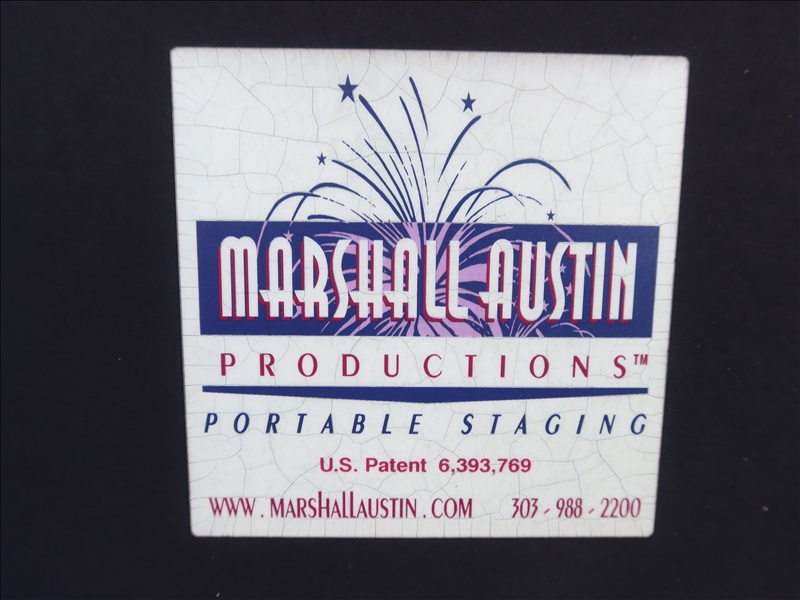 MARSHALL AUSTIN
PRODUCTIONS™
PORTABLE STAGING
U.S. Patent 6,393,769
WWW.MARSHALLAUSTIN.COM 303-988-2200